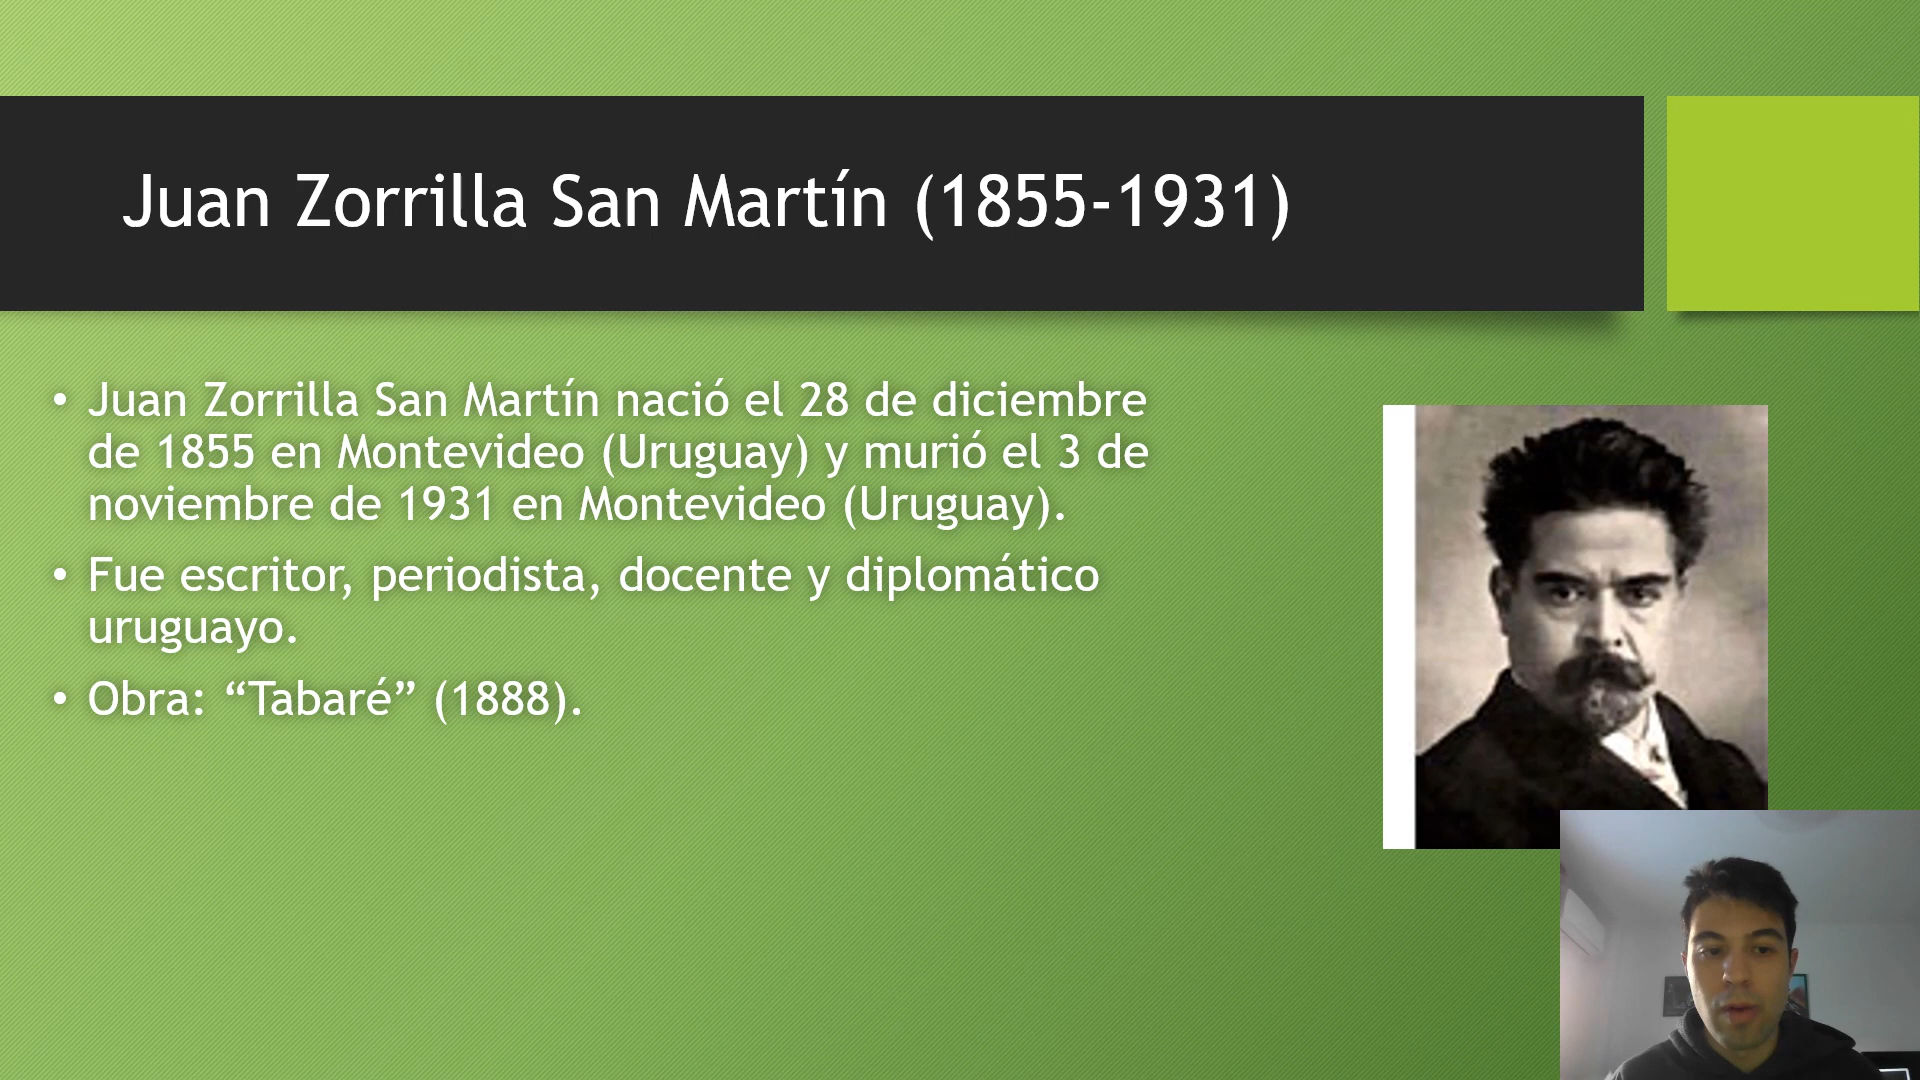 Juan Zorrilla San Martín (1855-1931)
• Juan Zorrilla San Martín nació el 28 de diciembre
de 1855 en Montevideo (Uruguay) y murió el 3 de
noviembre de 1931 en Montevideo (Uruguay).
• Fue escritor, periodista, docente y diplomático
uruguayo.
• Obra: “Tabaré” (1888).